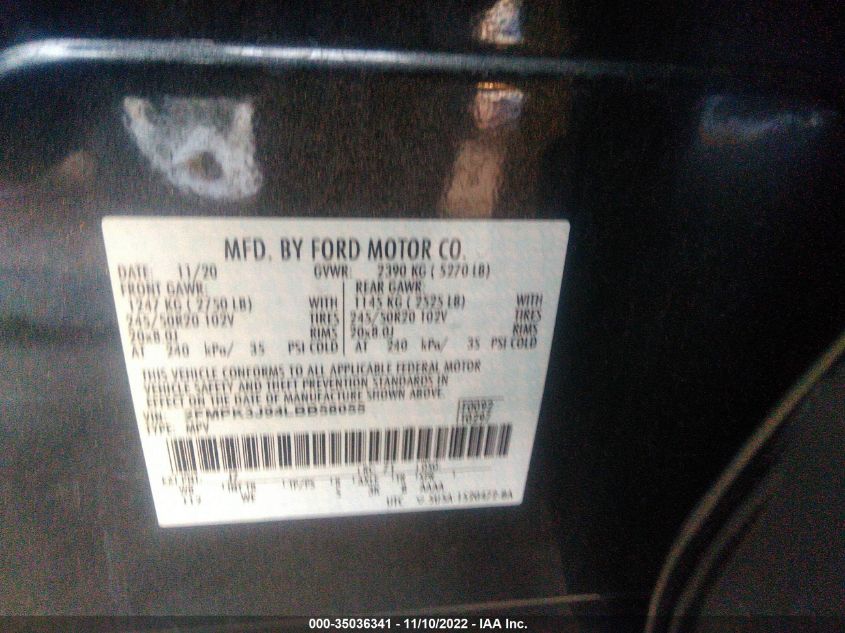 MFD. BY FORD MOTOR CO.
DATE: 11/20 GVWR: 2390 KG ( 5270 LB)
FRONT GAWR: REAR GAWR:
1247 KG ( 2750 LB) WITH 1145 KG ( 2525 LB) WITH
245/50R20 102V TIRES 245/50R20 102V TIRES
20x8.0J RIMS 20x8.0J RIMS
AT 240 kPa/ 35 PSI COLD AT 240 kPa/ 35 PSI COLD
THIS VEHICLE CONFORMS TO ALL APPLICABLE FEDERAL MOTOR
VEHICLE SAFETY AND THEFT PREVENTION STANDARDS IN
EFFECT ON THE DATE OF MANUFACTURE SHOWN ABOVE.
VIN:
TYPE: MPV
UTC
000-35036341 - 11/10/2022 - IAA Inc.